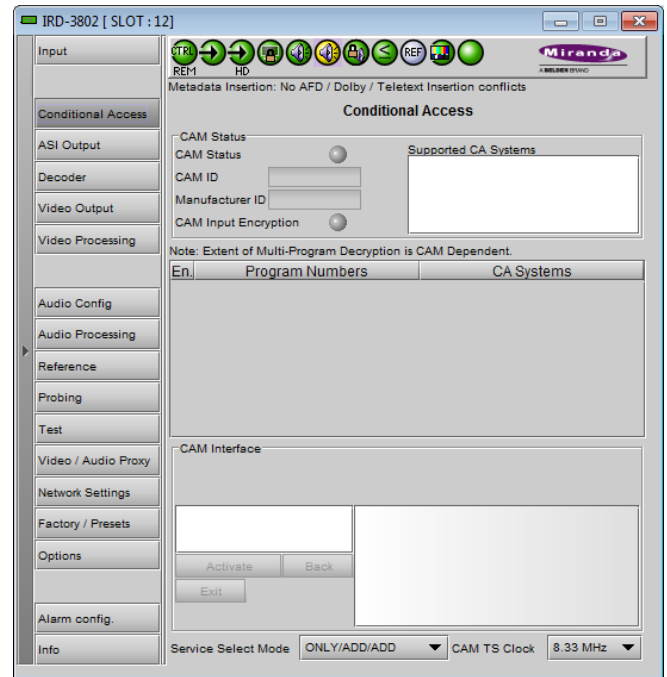 IRD-3802 [ SLOT : 12]
Input
Conditional Access
ASI Output
Decoder
Video Output
Video Processing
Audio Config
Audio Processing
Reference
Probing
Test
Video / Audio Proxy
Network Settings
Factory / Presets
Options
Alarm config.
Info
CTRL
REF
REM
HD
Miranda
A BELDEN BRAND
Metadata Insertion: No AFD / Dolby / Teletext Insertion conflicts
Conditional Access
CAM Status
CAM Status
CAM ID
Manufacturer ID
CAM Input Encryption
Supported CA Systems
Note: Extent of Multi-Program Decryption is CAM Dependent.
En. Program Numbers CA Systems
CAM Interface
Activate Back
Exit
Service Select Mode ONLY/ADD/ADD CAM TS Clock 8.33 MHz